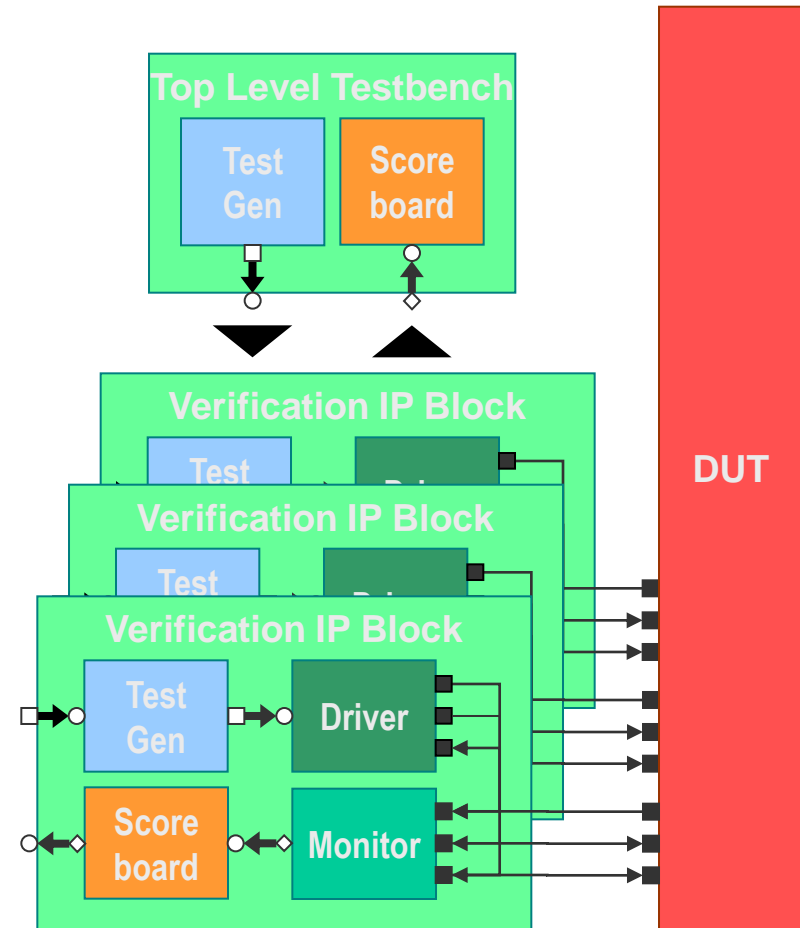 Top Level Testbench
Test
Gen
Score
board
Verification IP Block
Test
DUT
Verification IP Block
Test
Verification IP Block
Test
Gen
Driver
Score
board
Monitor